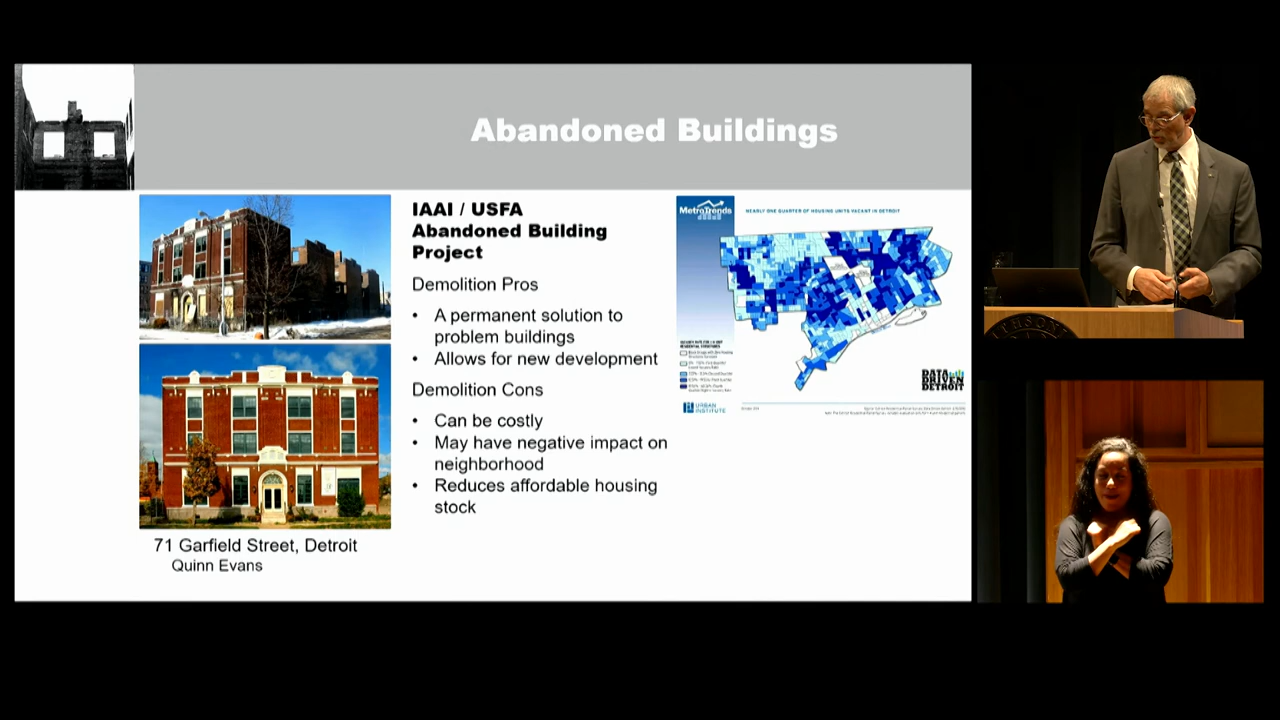 Abandoned Buildings
IAAI / USFA
Abandoned Building
Project
Demolition Pros
• A permanent solution to
problem buildings
• Allows for new development
Demolition Cons
• Can be costly
• May have negative impact on
neighborhood
• Reduces affordable housing
stock
71 Garfield Street, Detroit
Quinn Evans
MetroTrends
NEARLY ONE QUARTER OF HOUSING UNITS VACANT IN DETROIT
DATA
DRIVEN
DETROIT
URBAN
INSTITUTE